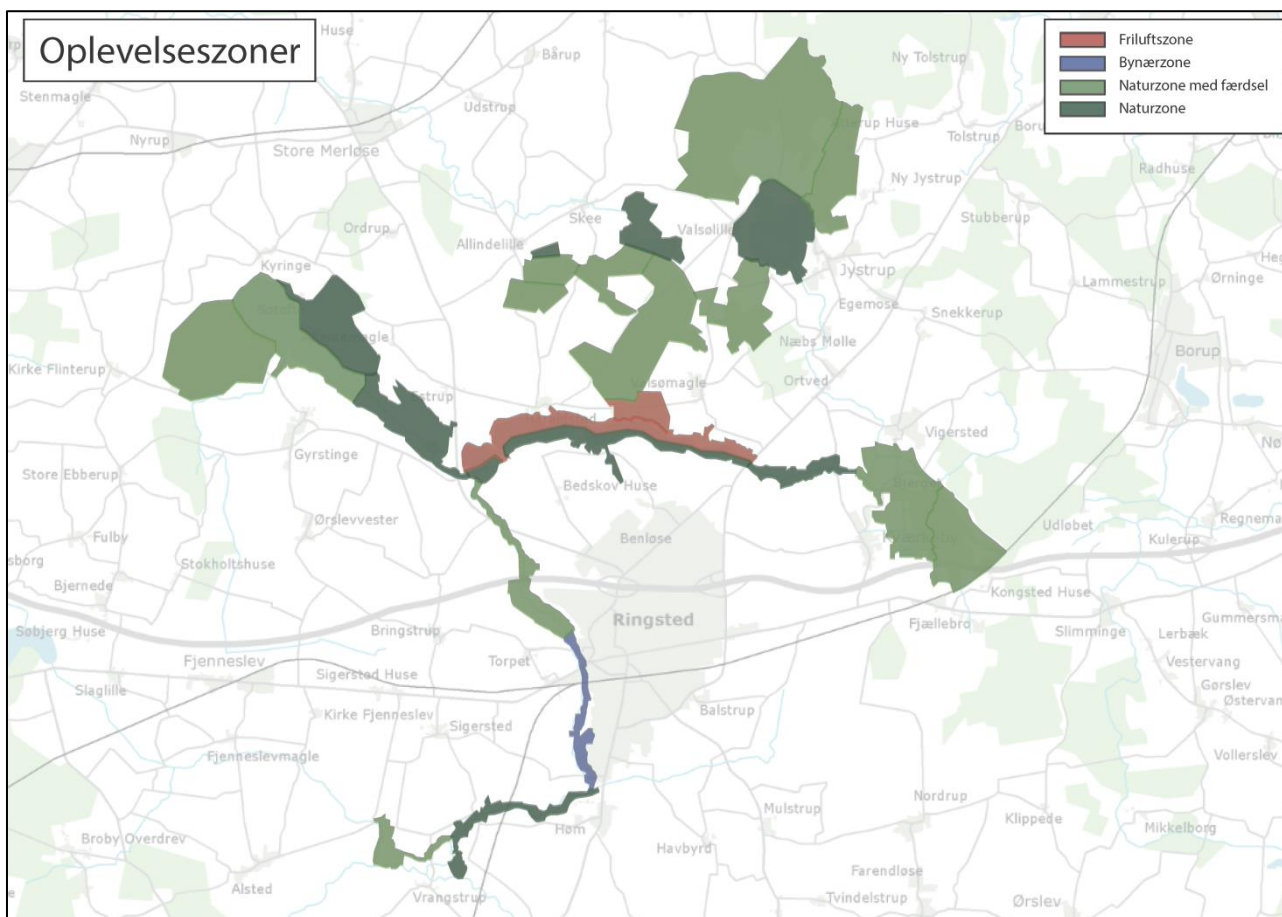 Oplevelseszoner
Friluftszone
Bynærzone
Naturzone med færdsel
Naturzone
Huse
Bårup
Ny Tolstrup
Stenmagle
Udstrup
Tolstrup
Nyrup
Store Merløse
Radhuse
Ny Jystrup
Skee
Valsølille
Stubberup
Ordrup
Allindelille
Kyringe
Jystrup
Lammestrup
Ørninge
Egemose
Snekkerup
Næbs Mølle
Kirke Flinterup
Borup
Ortved
Vigersted
Gyrstinge
Store Ebberup
Bedskov Huse
Ørslevvester
Udløbet
Regnemar
Fulby
Benløse
Kulerup
Stokholtshuse
Bjernede
Kongsted Huse
Ringsted
Gummersma
Søbjerg Huse
Bringstrup
Fjællebro
Slimminge
Lerbæk
Fjenneslev
Torpet
Vestervang
Sigersted Huse
Slaglille
Gørslev
Østervan
Kirke Fjenneslev
Balstrup
Sigersted
Fjenneslevmagle
Vollerslev
Nordrup
Mulstrup
Klippede
Høm
Mikkelborg
Broby Overdrev
Havbyrd
Farendløse
Alsted
Vrangstrup
Tvindelstrup
Ørslev